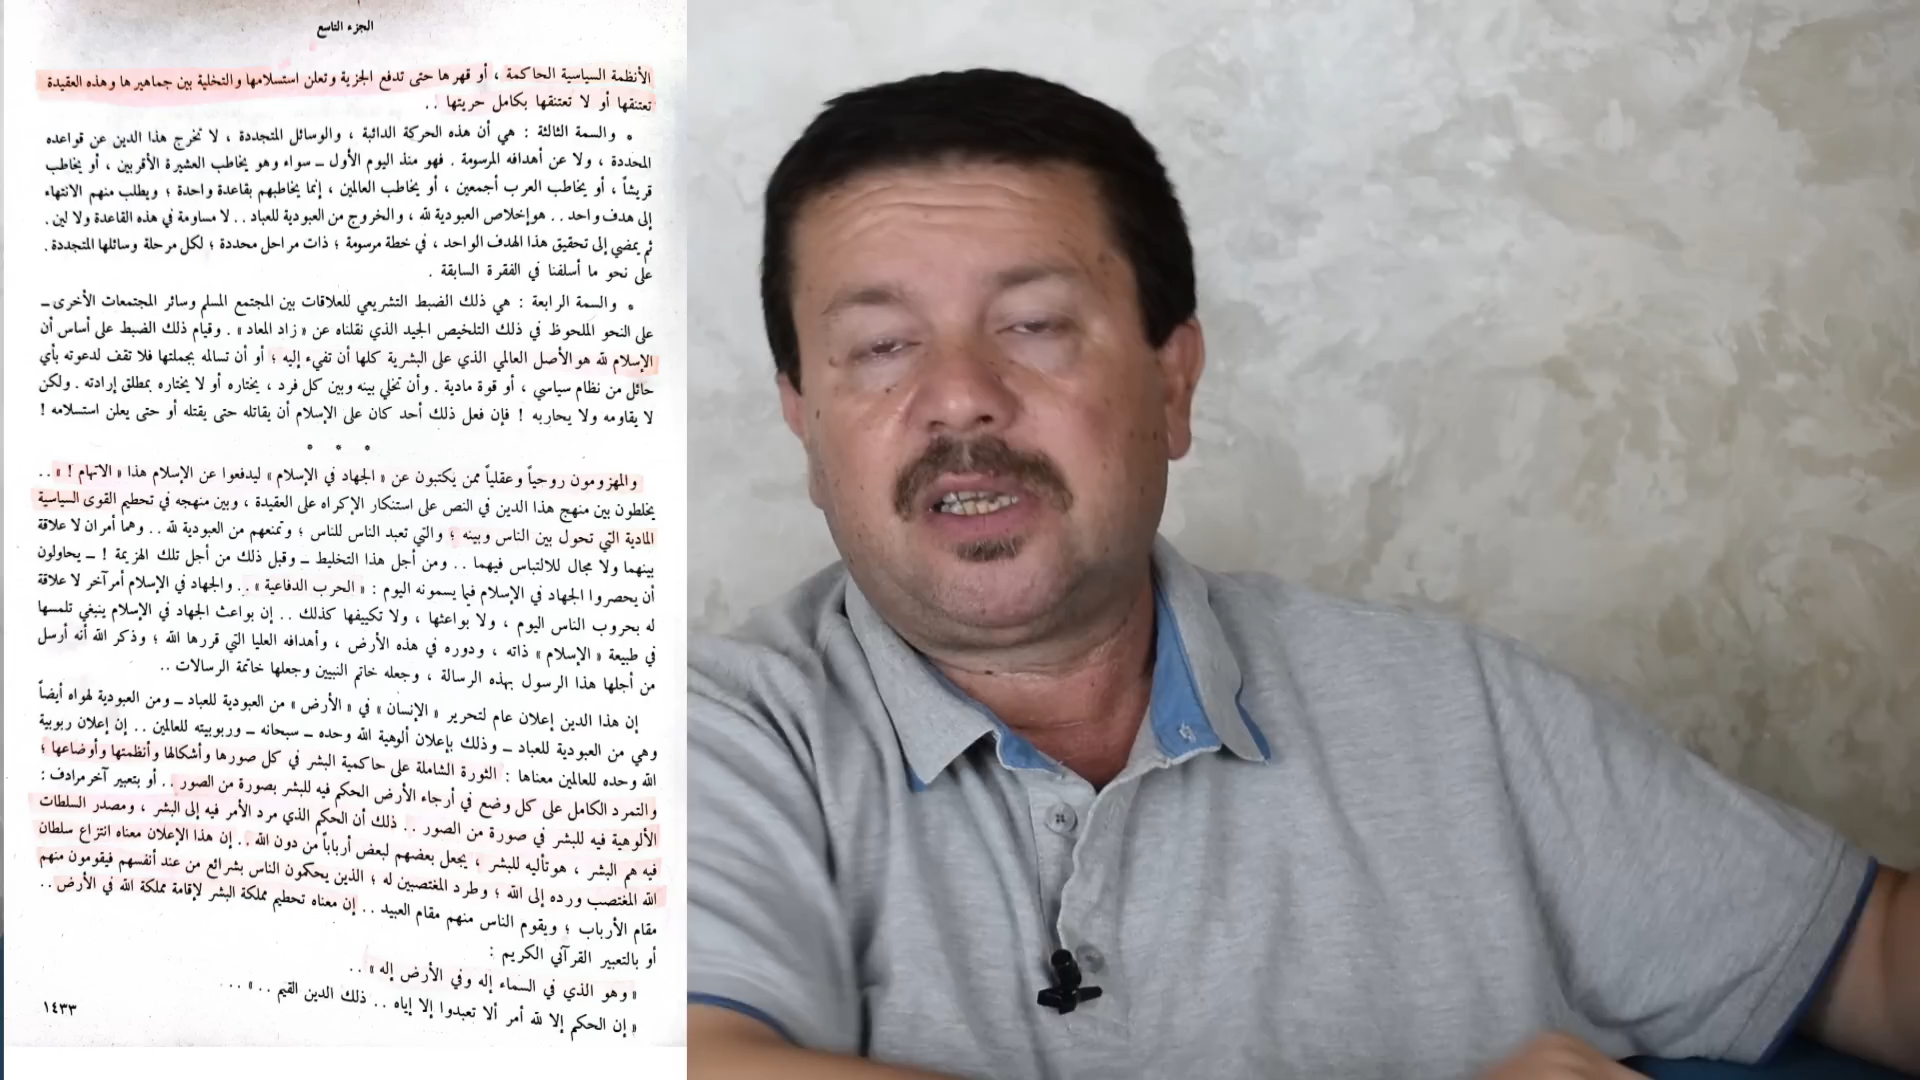 الجزء التاسع
الأنظمة السياسية الحاكمة ، أو قهرها حتى تدفع الجزية وتعلن استسلامها والتخلية بين جماهيرها وهذه العقيدة
تعتنقها أو لا تعتنقها بكامل حريتها . .
• والسمة الثالثة : هي أن هذه الحركة الدائبة ، والوسائل المتجددة ، لا تخرج هذا الدين عن قواعده
المحددة ، ولا عن أهدافه المرسومة . فهو منذ اليوم الأول – سواء وهو يخاطب العشيرة الأقربين ، أو يخاطب
قريشاً ، أو يخاطب العرب أجمعين ، أو يخاطب العالمين ، إنما يخاطبهم بقاعدة واحدة ؛ ويطلب منهم الانتهاء
إلى هدف واحد . . هو إخلاص العبودية لله ، والخروج من العبودية للعباد . . لا مساومة في هذه القاعدة ولا لين .
ثم يمضي إلى تحقيق هذا الهدف الواحد ، في خطة مرسومة ؛ ذات مراحل محددة ؛ لكل مرحلة وسائلها المتجددة .
على نحو ما أسلفنا في الفقرة السابقة .
• والسمة الرابعة : هي ذلك الضبط التشريعي للعلاقات بين المجتمع المسلم وسائر المجتمعات الأخرى –
على النحو الملحوظ في ذلك التلخيص الجيد الذي نقلناه عن « زاد المعاد » . وقيام ذلك الضبط على أساس أن
الإسلام لله هو الأصل العالمي الذي على البشرية كلها أن تفيء إليه ؛ أو أن تسالمه بجملتها فلا تقف لدعوته بأي
حائل من نظام سياسي ، أو قوة مادية . وأن تخلي بينه وبين كل فرد ، يختاره أو لا يختاره بمطلق إرادته . ولكن
لا يقاومه ولا يحاربه ! فإن فعل ذلك أحد كان على الإسلام أن يقاتله حتى يقتله أو حتى يعلن استسلامه !
• • •
والمهزومون روحياً وعقلياً ممن يكتبون عن « الجهاد في الإسلام » ليدفعوا عن الإسلام هذا « الاتهام ! » . .
يخلطون بين منهج هذا الدين في النص على استنكار الإكراه على العقيدة ، وبين منهجه في تحطيم القوى السياسية
المادية التي تحول بين الناس وبينه ؛ والتي تعبد الناس للناس ؛ وتمنعهم من العبودية لله . . وهما أمران لا علاقة
بينهما ولا مجال للالتباس فيهما . . ومن أجل هذا التخليط – وقبل ذلك من أجل تلك الهزيمة ! – يحاولون
أن يحصروا الجهاد في الإسلام فيما يسمونه اليوم : « الحرب الدفاعية » . . والجهاد في الإسلام أمر آخر لا علاقة
له بحروب الناس اليوم ، ولا بواعثها ، ولا تكييفها كذلك . . إن بواعث الجهاد في الإسلام ينبغي تلمسها
في طبيعة « الإسلام » ذاته ، ودوره في هذه الأرض ، وأهدافه العليا التي قررها الله ؛ وذكر الله أنه أرسل
من أجلها هذا الرسول بهذه الرسالة ، وجعله خاتم النبيين وجعلها خاتمة الرسالات . .
إن هذا الدين إعلان عام لتحرير « الإنسان » في « الأرض » من العبودية للعباد – ومن العبودية لهواه أيضاً
وهي من العبودية للعباد – وذلك بإعلان ألوهية الله وحده – سبحانه – وربوبيته للعالمين . . إن إعلان ربوبية
الله وحده للعالمين معناها : الثورة الشاملة على حاكمية البشر في كل صورها وأشكالها وأنظمتها وأوضاعها ؛
والتمرد الكامل على كل وضع في أرجاء الأرض الحكم فيه للبشر بصورة من الصور . . أو بتعبير آخر مرادف :
الألوهية فيه للبشر في صورة من الصور . . ذلك أن الحكم الذي مرد الأمر فيه إلى البشر ، ومصدر السلطات
فيه هم البشر ، هو تأليه للبشر ، يجعل بعضهم لبعض أرباباً من دون الله . . إن هذا الإعلان معناه انتزاع سلطان
الله المغتصب ورده إلى الله ؛ وطرد المغتصبين له ؛ الذين يحكمون الناس بشرائع من عند أنفسهم فيقومون منهم
مقام الأرباب ؛ ويقوم الناس منهم مقام العبيد . . إن معناه تحطيم مملكة البشر لإقامة مملكة الله في الأرض . .
أو بالتعبير القرآني الكريم :
« وهو الذي في السماء إله وفي الأرض إله » . .
« إن الحكم إلا لله أمر ألا تعبدوا إلا إياه . . ذلك الدين القيم . . » . . .
١٤٣٣